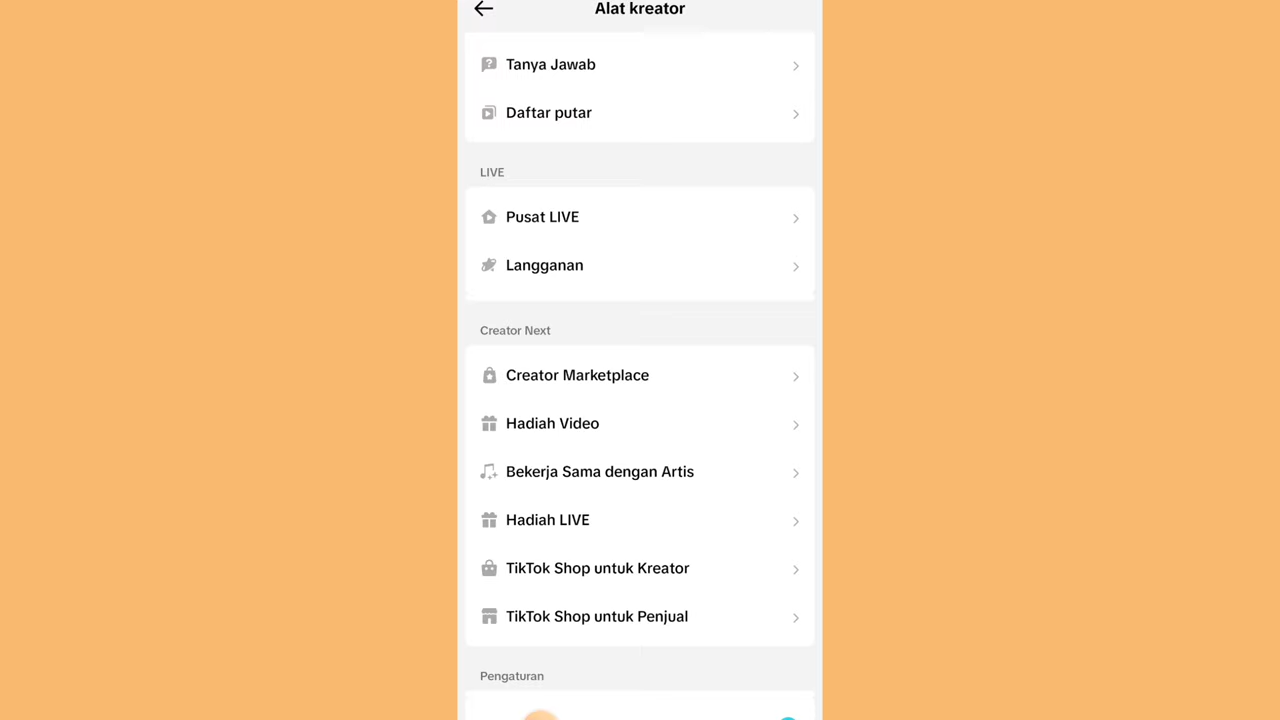 Alat kreator
Tanya Jawab
Daftar putar
LIVE
Pusat LIVE
Langganan
Creator Next
Creator Marketplace
Hadiah Video
Bekerja Sama dengan Artis
Hadiah LIVE
TikTok Shop untuk Kreator
TikTok Shop untuk Penjual
Pengaturan